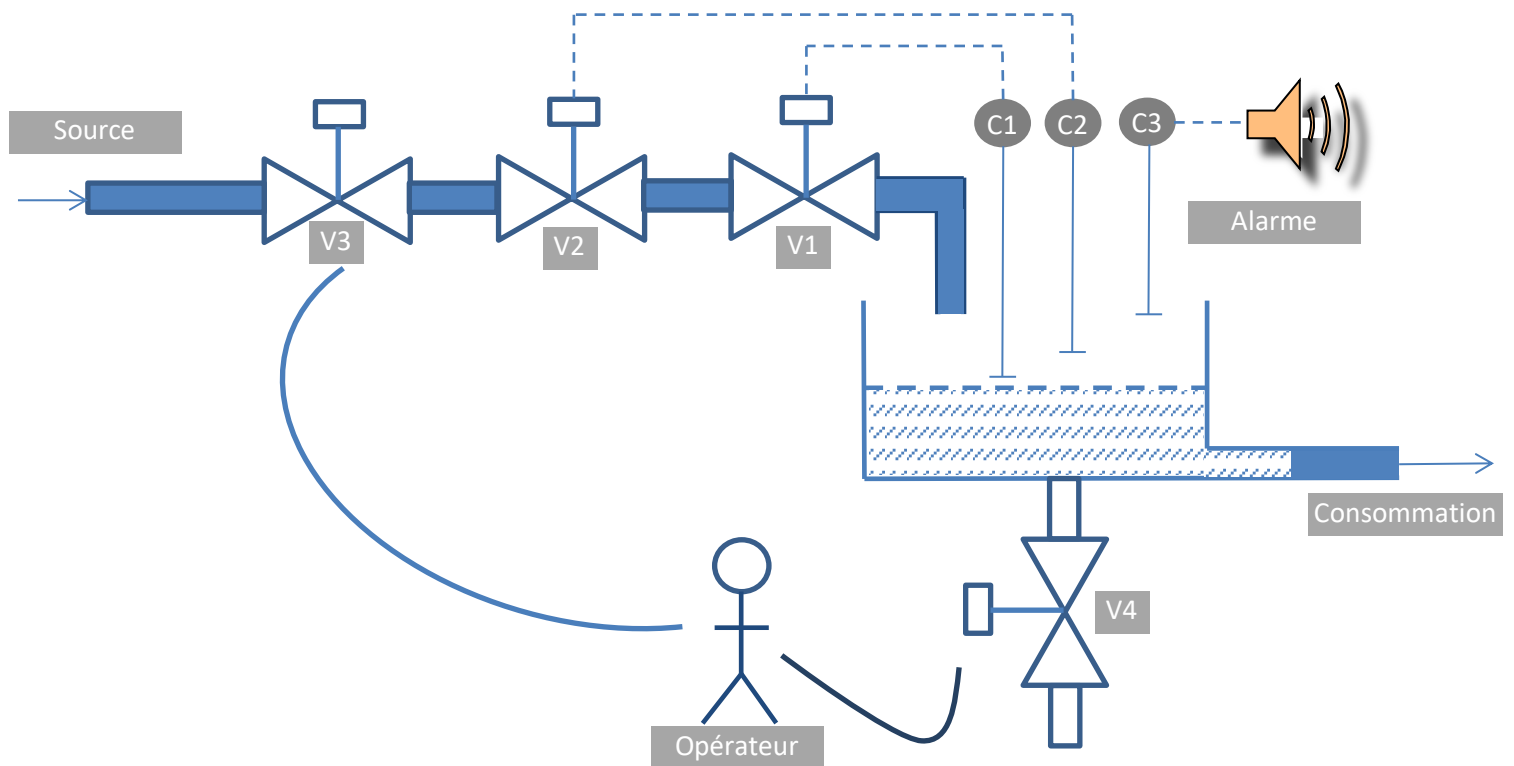 C1
C2
C3
Source
Alarme
V3
V2
V1
Consommation
V4
Opérateur